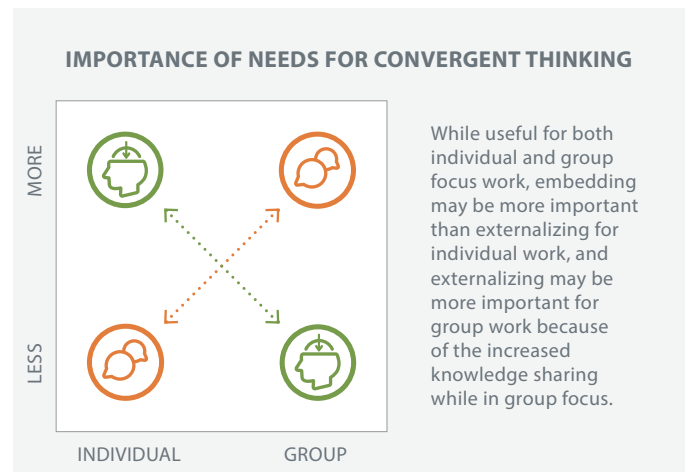 IMPORTANCE OF NEEDS FOR CONVERGENT THINKING
MORE
LESS
INDIVIDUAL
GROUP
While useful for both
individual and group
focus work, embedding
may be more important
than externalizing for
individual work, and
externalizing may be
more important for
group work because
of the increased
knowledge sharing
while in group focus.